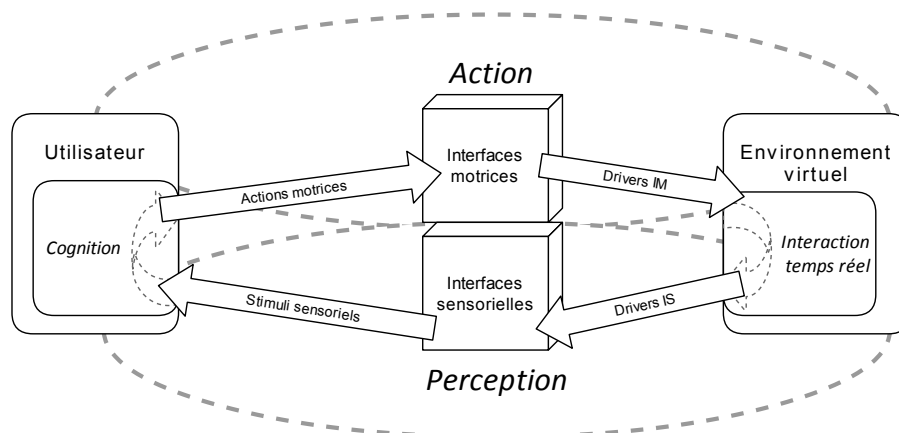 Action
Utilisateur
Interfaces
motrices
Environnement
virtuel
Actions motrices
Drivers IM
Cognition
Interaction
temps réel
Interfaces
sensorielles
Stimuli sensoriels
Drivers IS
Perception